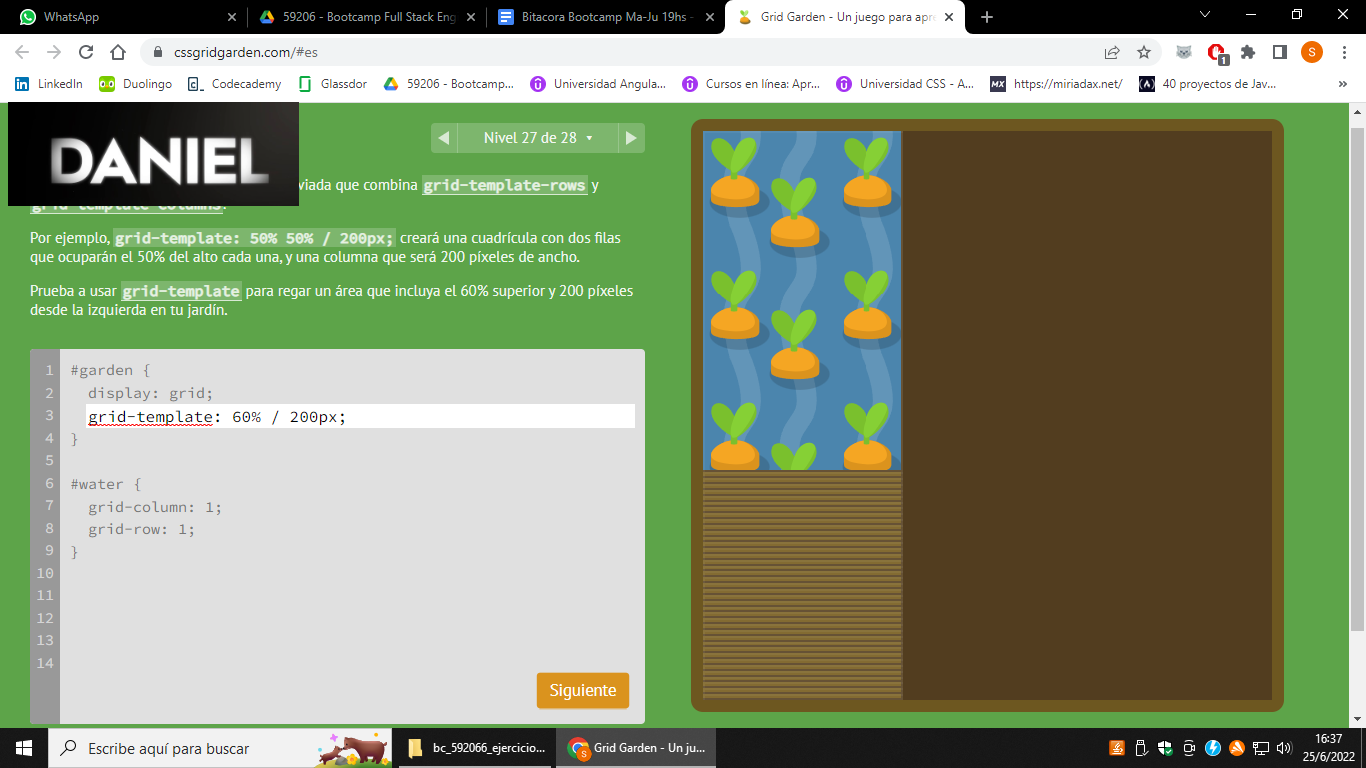 WhatsApp
59206 - Bootcamp Full Stack Eng
Bitacora Bootcamp Ma-Ju 19hs -
Grid Garden - Un juego para apre
cssgridgarden.com/#es
1
S
LinkedIn
Duolingo
Codecademy
Glassdor
59206 - Bootcamp...
Universidad Angula...
Cursos en línea: Apr...
Universidad CSS - A...
MX https://miriadax.net/
40 proyectos de Jav...
»
DANIEL
Nivel 27 de 28
viada que combina grid-template-rows y
grid-template-columns.
Por ejemplo, grid-template: 50% 50% / 200px; creará una cuadrícula con dos filas
que ocuparán el 50% del alto cada una, y una columna que será 200 píxeles de ancho.
Prueba a usar grid-template para regar un área que incluya el 60% superior y 200 píxeles
desde la izquierda en tu jardín.
1 #garden {
2 display: grid;
3 grid-template: 60% / 200px;
4 }
5
6 #water {
7 grid-column: 1;
8 grid-row: 1;
9 }
10
11
12
13
14
Siguiente
Escribe aquí para buscar
bc_592066_ejercicio...
S
Grid Garden - Un ju...
16:37
25/6/2022